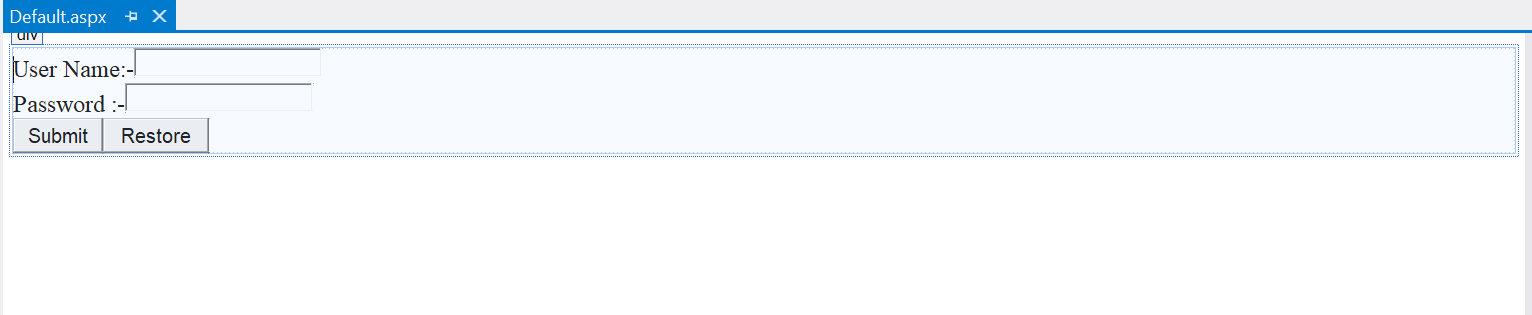 Default.aspx
div
User Name:-
Password :-
Submit Restore